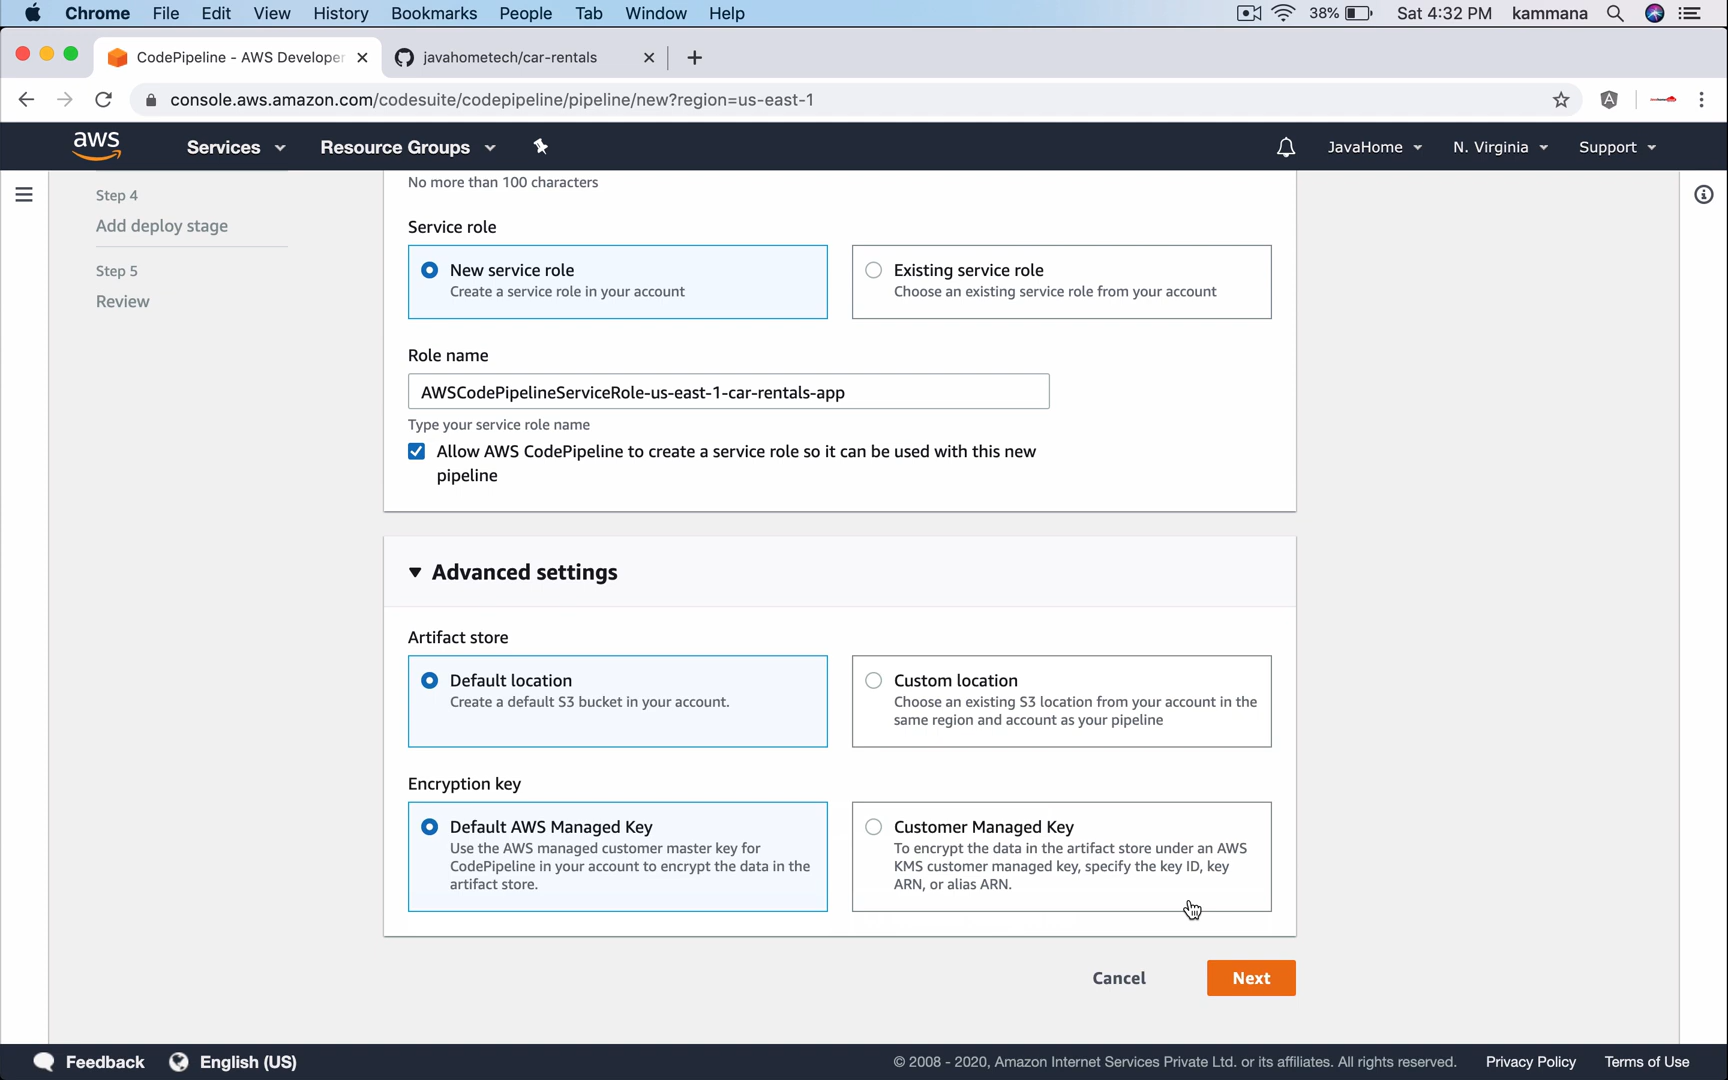 Chrome File Edit View History Bookmarks People Tab Window Help 38% Sat 4:32 PM kammana
CodePipeline - AWS Developer javahometech/car-rentals
console.aws.amazon.com/codesuite/codepipeline/pipeline/new?region=us-east-1
aws Services Resource Groups JavaHome N. Virginia Support
Step 4
Add deploy stage
Step 5
Review
No more than 100 characters
Service role
New service role
Create a service role in your account
Existing service role
Choose an existing service role from your account
Role name
AWSCodePipelineServiceRole-us-east-1-car-rentals-app
Type your service role name
Allow AWS CodePipeline to create a service role so it can be used with this new
pipeline
Advanced settings
Artifact store
Default location
Create a default S3 bucket in your account.
Custom location
Choose an existing S3 location from your account in the
same region and account as your pipeline
Encryption key
Default AWS Managed Key
Use the AWS managed customer master key for
CodePipeline in your account to encrypt the data in the
artifact store.
Customer Managed Key
To encrypt the data in the artifact store under an AWS
KMS customer managed key, specify the key ID, key
ARN, or alias ARN.
Cancel Next
Feedback English (US) © 2008 - 2020, Amazon Internet Services Private Ltd. or its affiliates. All rights reserved. Privacy Policy Terms of Use